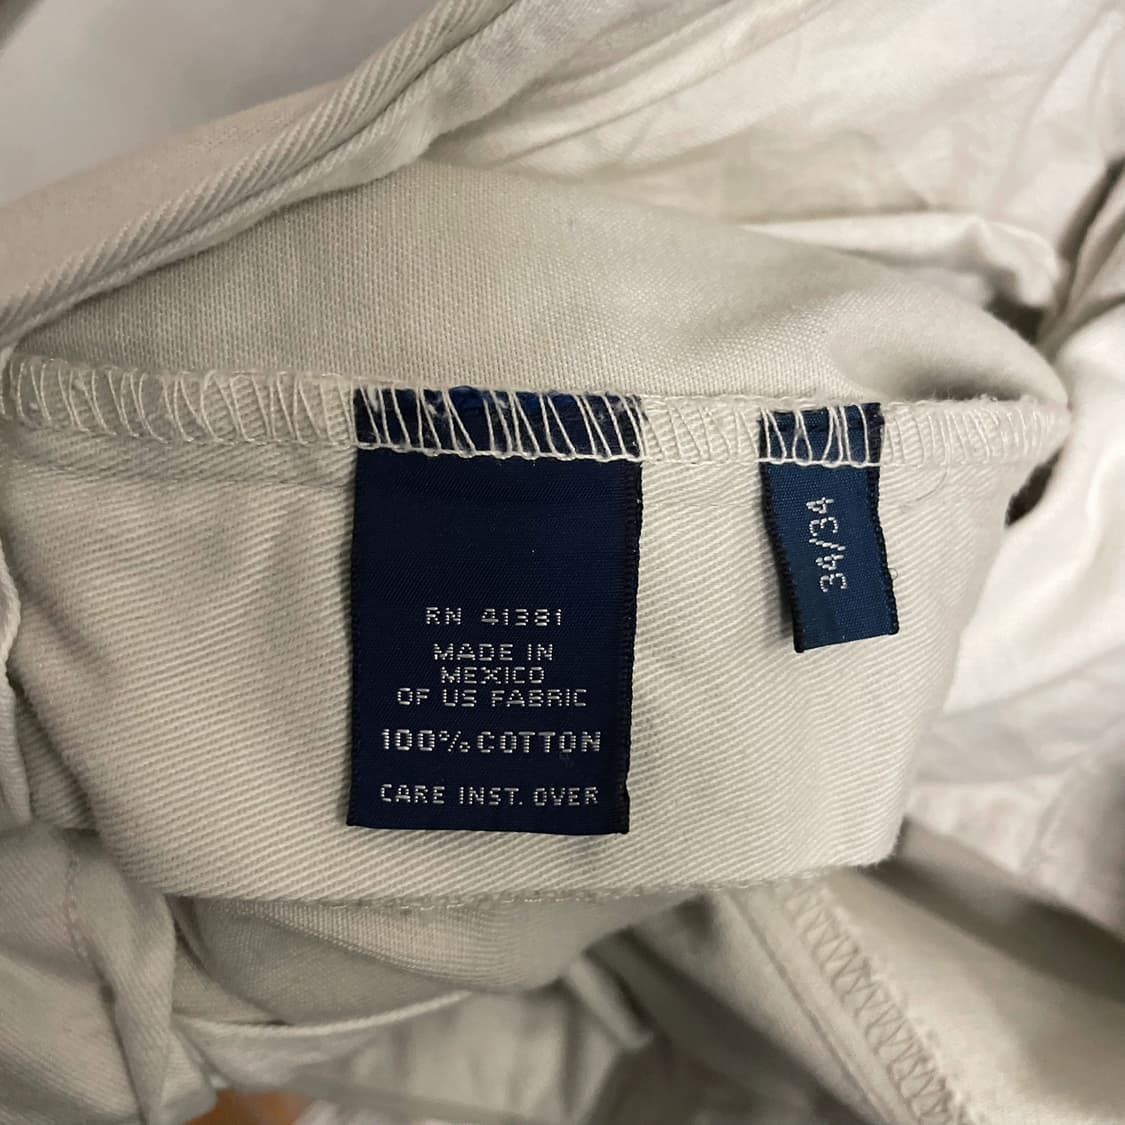 RN 41381
MADE IN
MEXICO
OF US FABRIC
100% COTTON
CARE INST. OVER
34/34